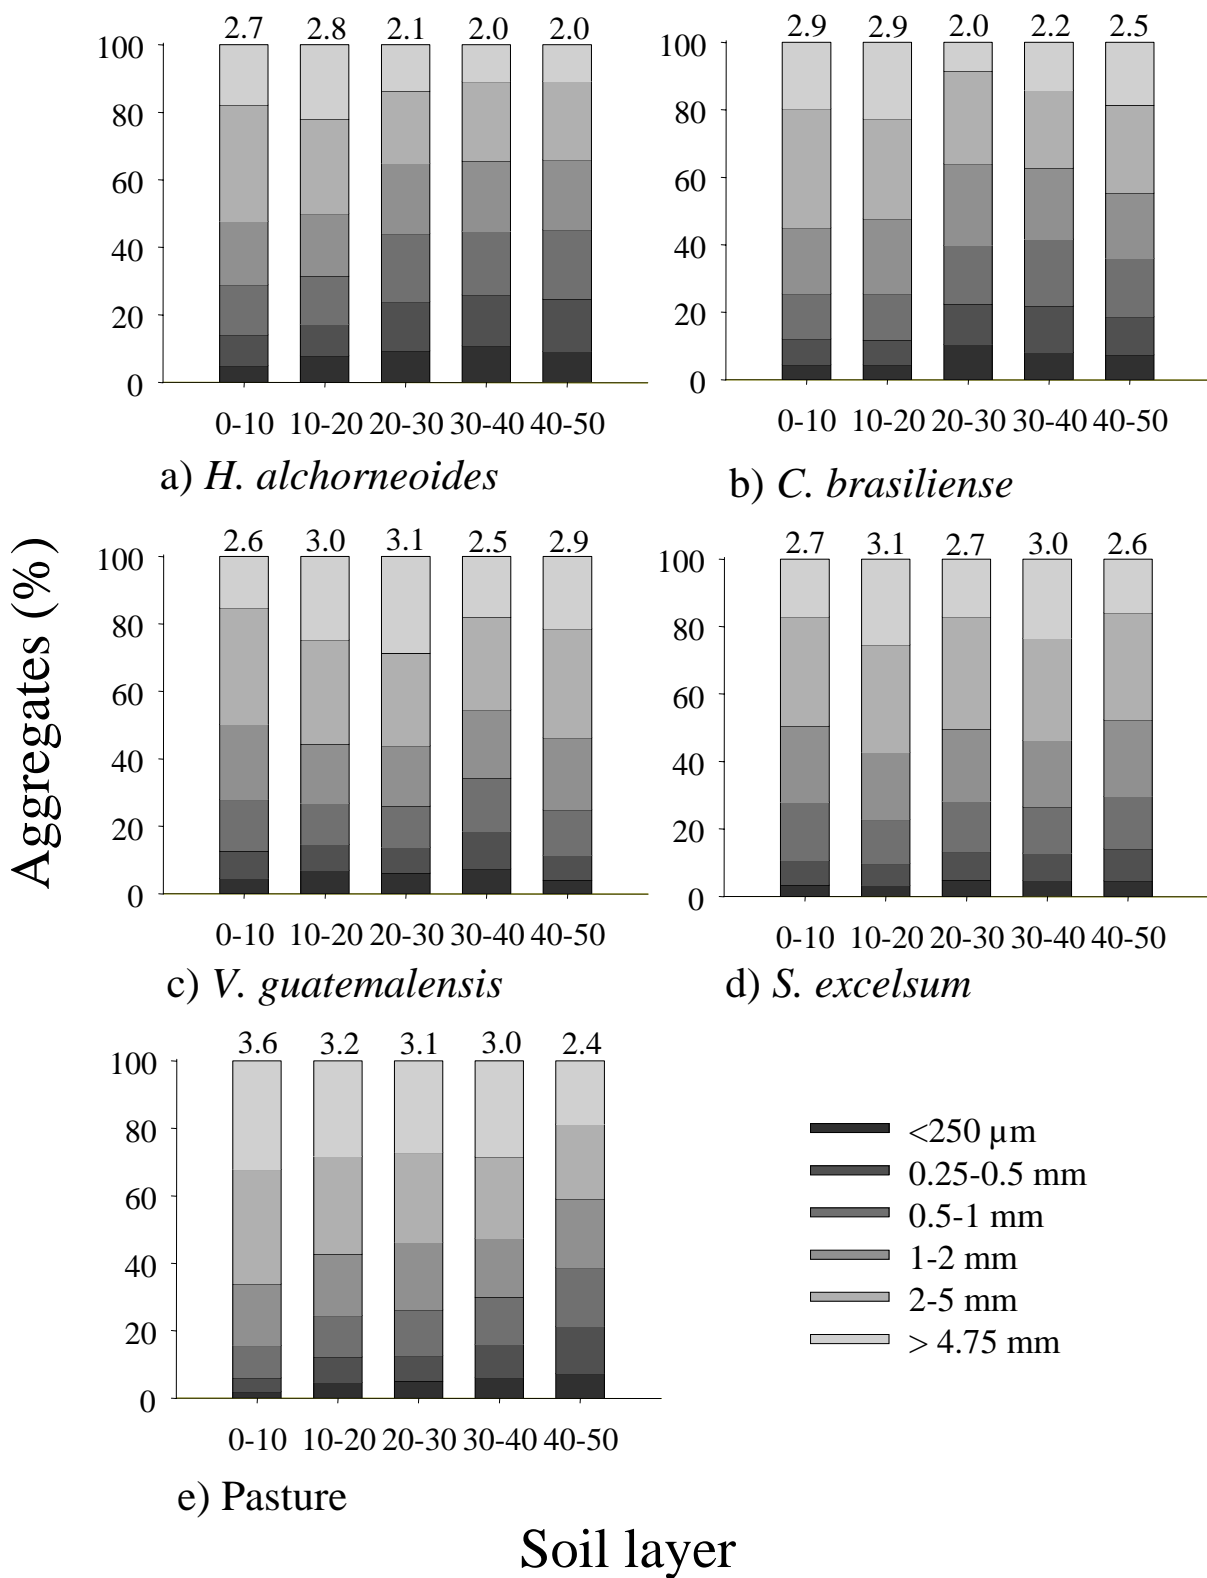 2.7 2.8 2.1 2.0 2.0
100
80
60
40
20
0
0-10 10-20 20-30 30-40 40-50
a) H. alchorneoides
2.9 2.9 2.0 2.2 2.5
100
80
60
40
20
0
0-10 10-20 20-30 30-40 40-50
b) C. brasiliense
Aggregates (%)
2.6 3.0 3.1 2.5 2.9
100
80
60
40
20
0
0-10 10-20 20-30 30-40 40-50
c) V. guatemalensis
2.7 3.1 2.7 3.0 2.6
100
80
60
40
20
0
0-10 10-20 20-30 30-40 40-50
d) S. excelsum
3.6 3.2 3.1 3.0 2.4
100
80
60
40
20
0
0-10 10-20 20-30 30-40 40-50
e) Pasture
<250 µm
0.25-0.5 mm
0.5-1 mm
1-2 mm
2-5 mm
> 4.75 mm
Soil layer